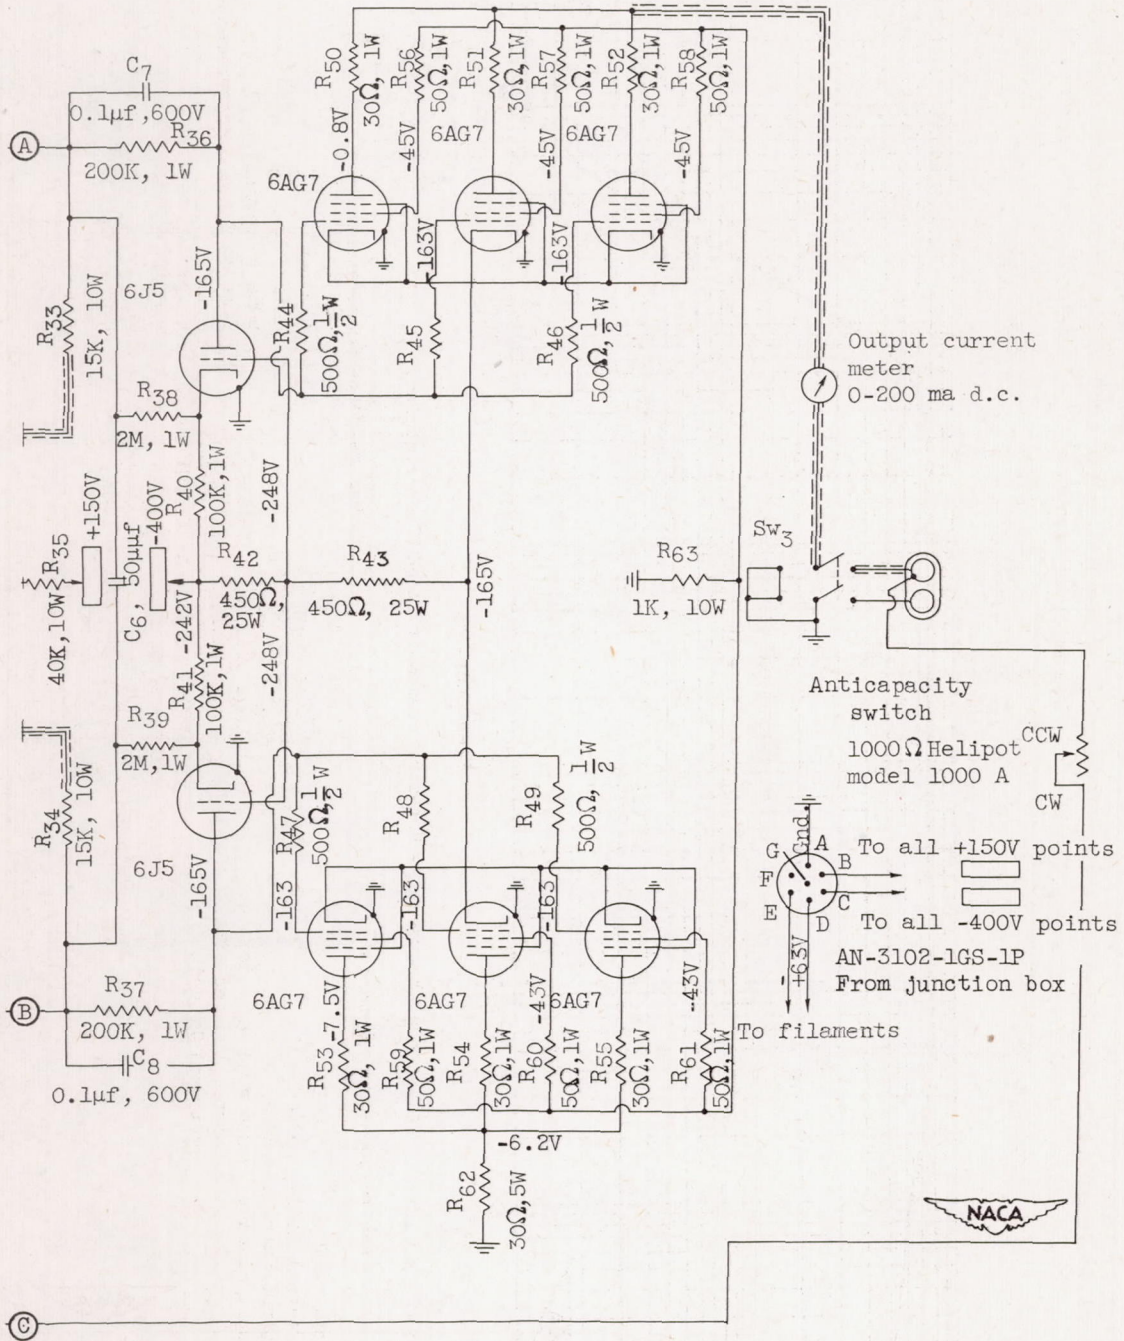 C7
0.1µf,600V
R36
200K, 1W
A
R50
30Ω, 1W
R56
50Ω,1W
R51
30Ω,1W
R57
50Ω,1W
R52
30Ω,1W
R58
50Ω,1W
-0.8V
-45V
6AG7
-45V
6AG7
-45V
6AG7
-163V
-163V
-165V
6J5
R33
15K, 10W
R44
500Ω,1/2W
R45
R46
500Ω,1/2W
Output current
meter
0-200 ma d.c.
R38
2M, 1W
R40
100K,1W
-248V
+150V
-400V
R35
40K,10W
C6, 50µµf
-242V
R42
450Ω,
25W
R43
450Ω, 25W
-165V
R63
1K, 10W
Sw3
R41
100K,1W
-248V
R39
2M,1W
Anticapacity
switch
1000Ω Helipot
model 1000 A
CCW
CW
R34
15K, 10W
6J5
-165V
R47
500Ω,1/2W
R48
R49
500Ω,1/2W
-163
-163
-163
Gnd.
G
A
B
F
E
C
D
To all +150V points
To all -400V points
- +63V
AN-3102-1GS-1P
From junction box
To filaments
6AG7
6AG7
6AG7
-7.5V
-43V
-43V
B
R37
200K, 1W
C8
0.1µf, 600V
R53
30Ω, 1W
R59
50Ω,1W
R54
30Ω,1W
R60
50Ω,1W
R55
30Ω,1W
R61
50Ω,1W
-6.2V
R62
30Ω,5W
NACA
C